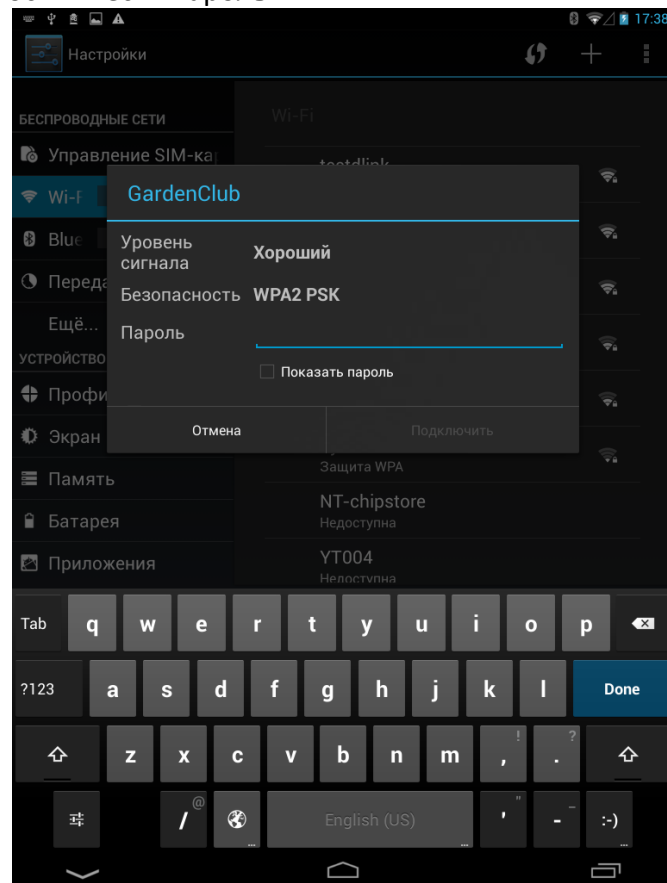 17:38
Настройки
БЕСПРОВОДНЫЕ СЕТИ
Wi-Fi
Управление SIM-кар
testdlink
Wi-F
GardenClub
Blue
Уровень
сигнала
Хороший
Переда
Безопасность WPA2 PSK
Ещё...
Пароль
УСТРОЙСТВО
Показать пароль
Профи
Отмена
Подключить
Экран
Защита WPA
Память
NT-chipstore
Недоступна
Батарея
YT004
Недоступна
Приложения
Tab q w e r t y u i o p
?123 a s d f g h j k l Done
z x c v b n m , ! . ?
/ @ English (US) ' " - _ :-)